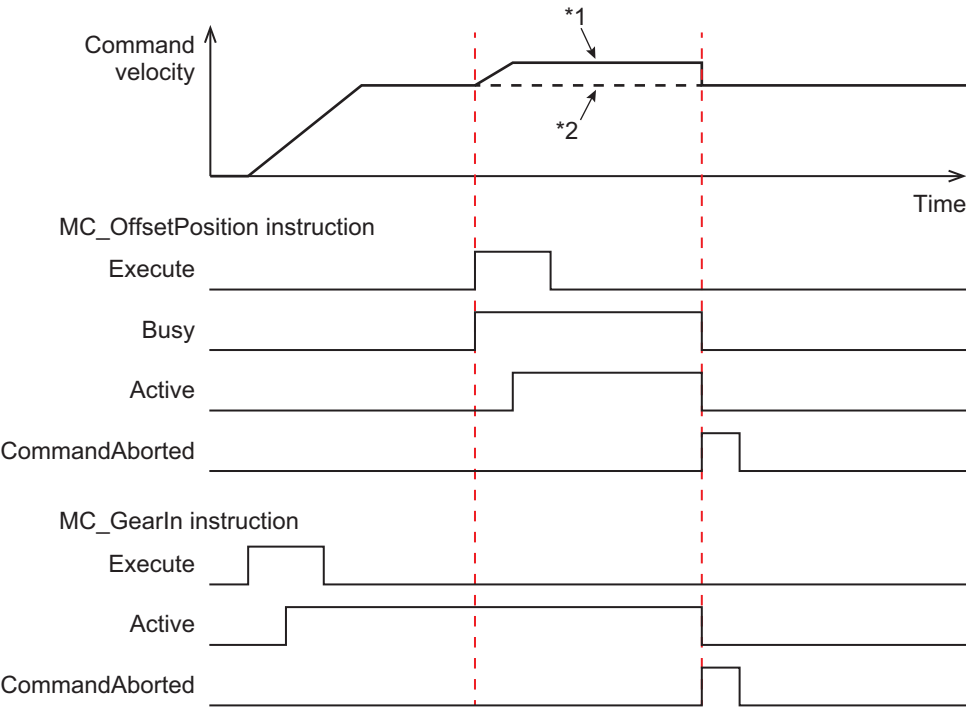 *1
Command
velocity
*2
Time
MC_OffsetPosition instruction
Execute
Busy
Active
CommandAborted
MC_GearIn instruction
Execute
Active
CommandAborted